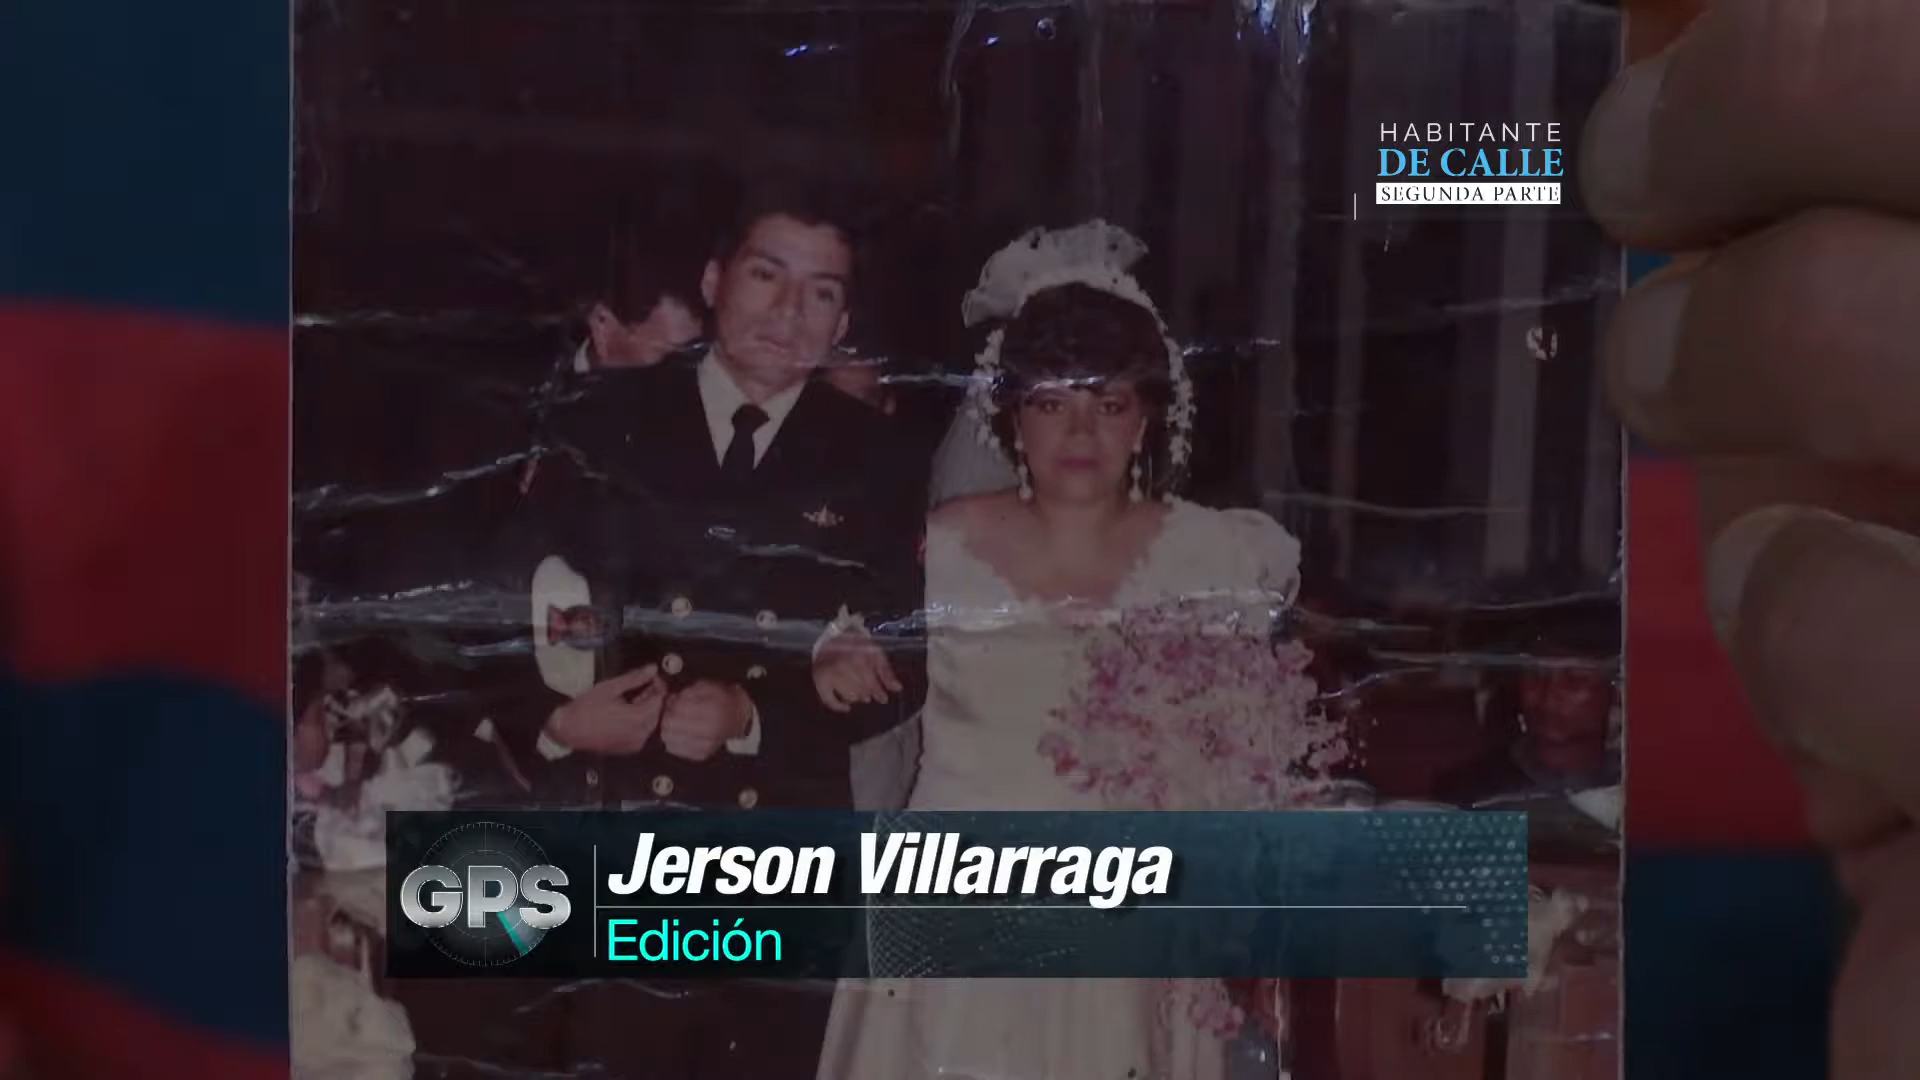 HABITANTE
DE CALLE
SEGUNDA PARTE
GPS
Jerson Villarraga
Edición